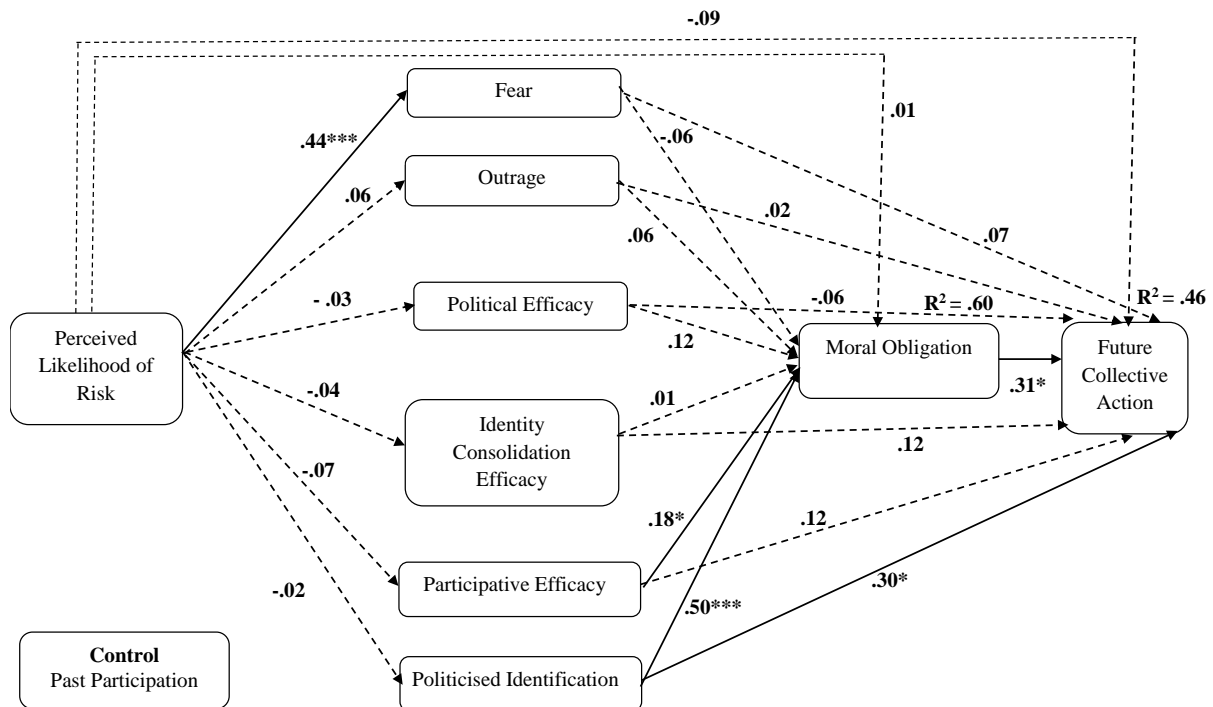 -.09
Fear
.01
.44***
-.06
Outrage
.06
.02
.06
.07
- .03
Political Efficacy
-.06
R² = .60
R² = .46
.12
Perceived
Likelihood of
Risk
Moral Obligation
Future
Collective
Action
.31*
-.04
.01
Identity
Consolidation
Efficacy
.12
-.07
.18*
.12
-.02
Participative Efficacy
.50***
.30*
Control
Past Participation
Politicised Identification